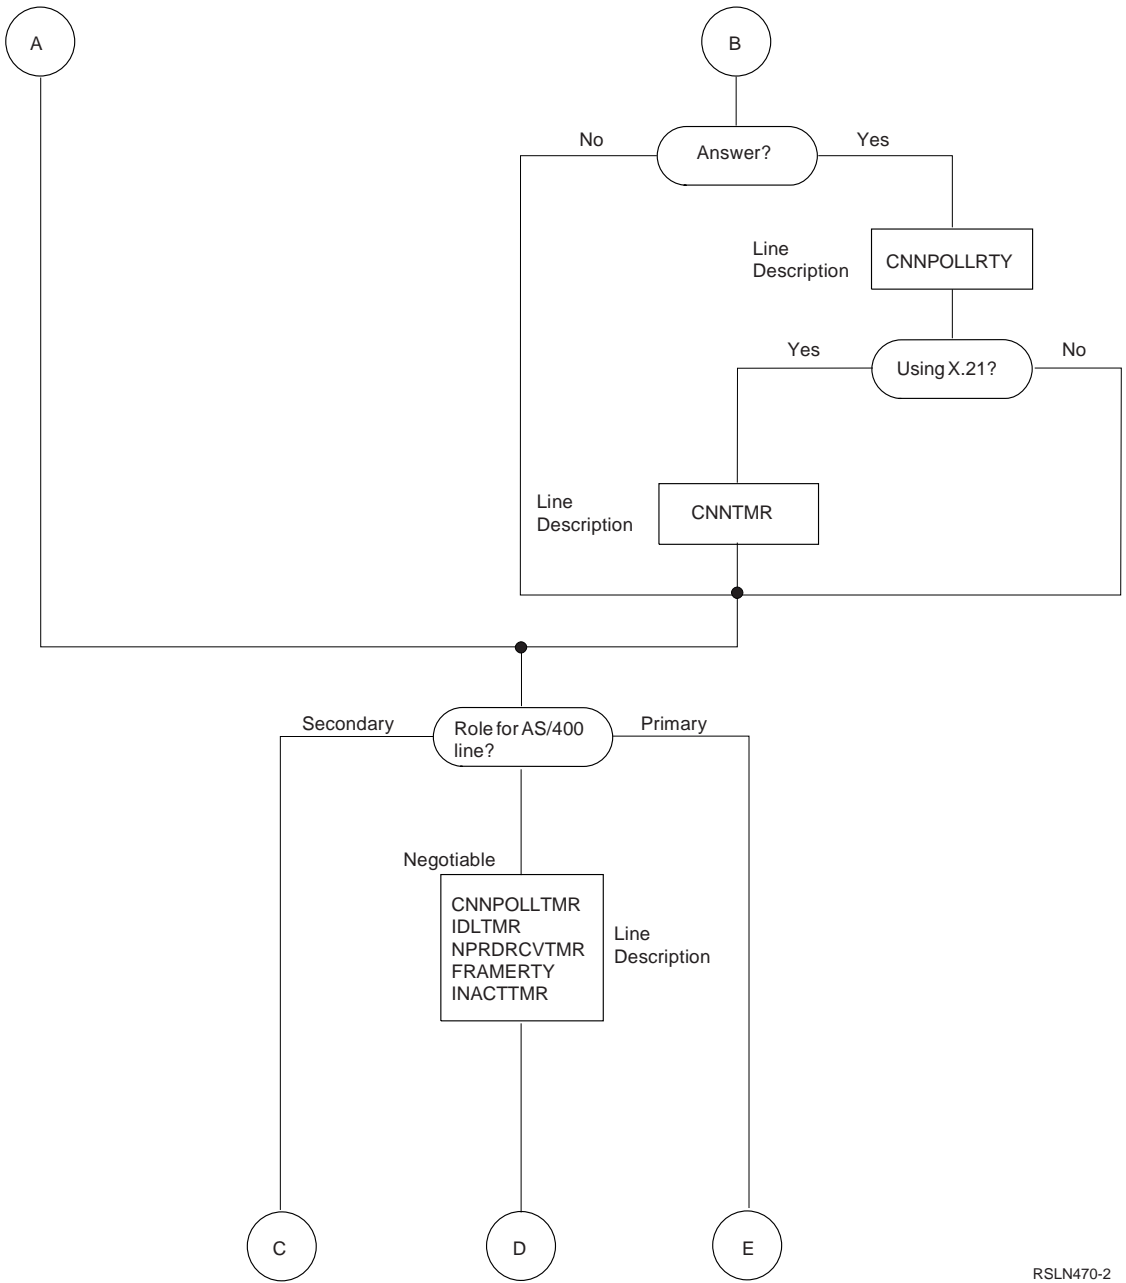 A
B
No
Answer?
Yes
Line
Description
CNNPOLLRTY
Yes
Using X.21?
No
Line
Description
CNNTMR
Secondary
Role for AS/400
line?
Primary
Negotiable
CNNPOLLTMR
IDLTMR
NPRDRCVTMR
FRAMERTY
INACTTMR
Line
Description
C
D
E
RSLN470-2